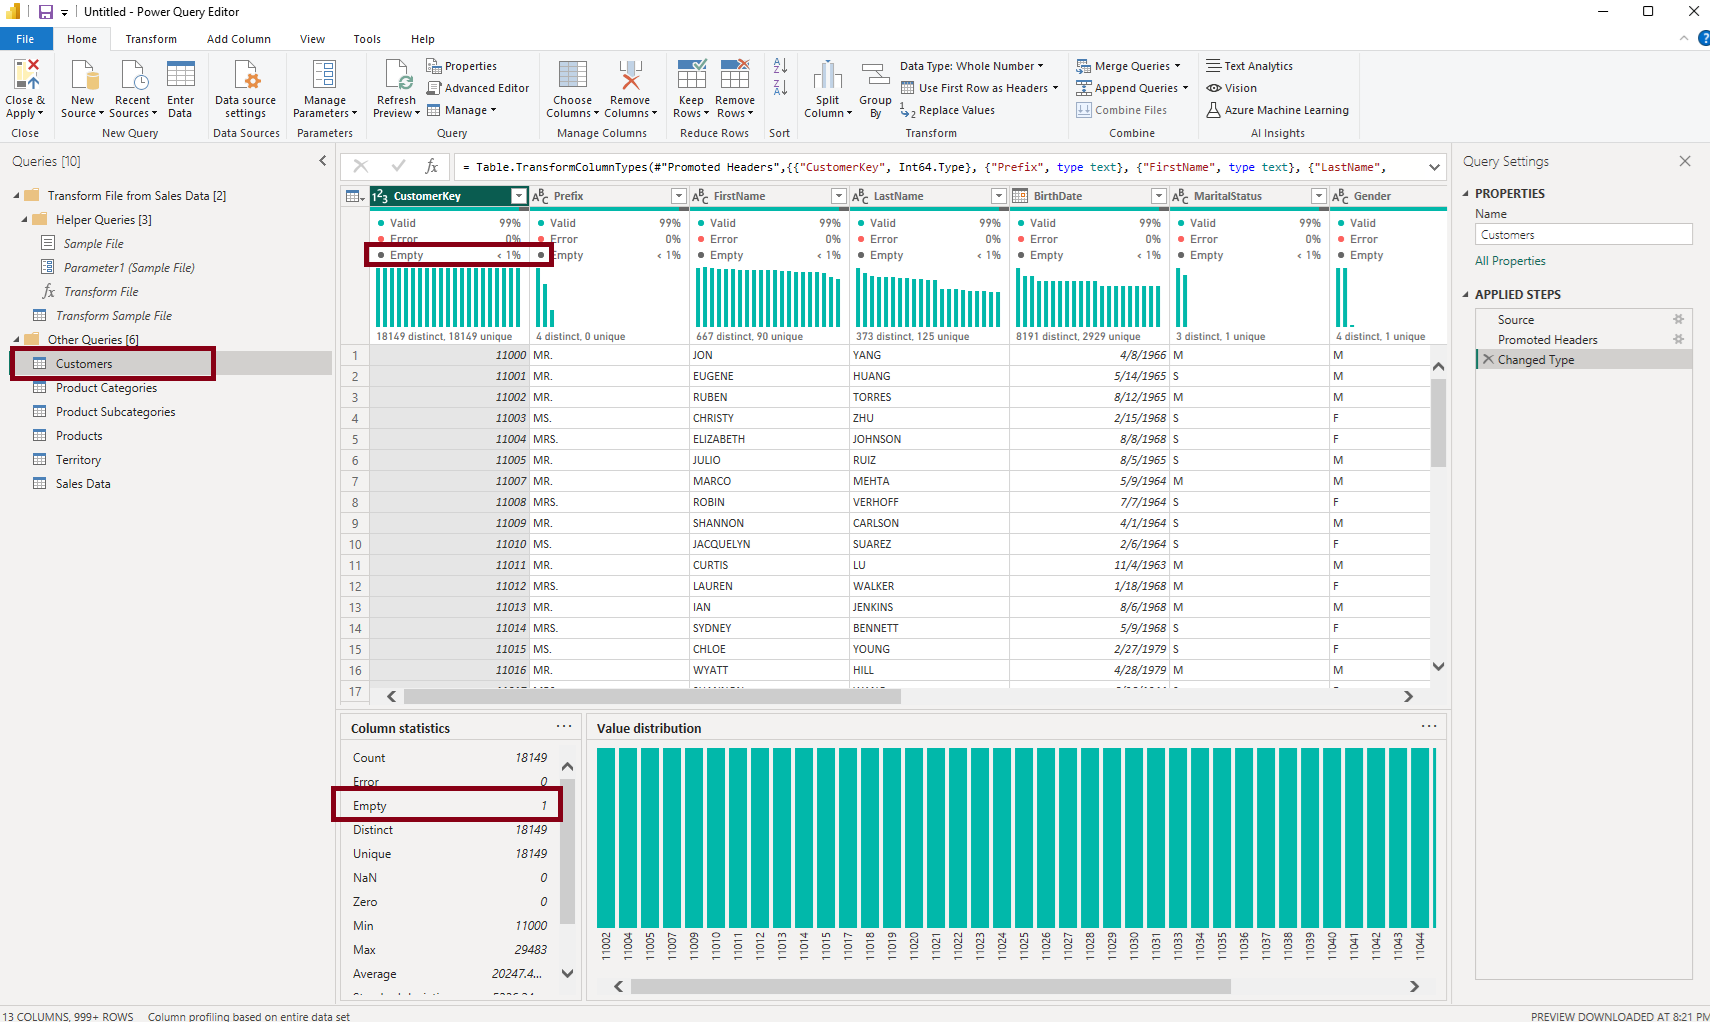 Untitled - Power Query Editor
File Home Transform Add Column View Tools Help
Close & Apply
New Source
Recent Sources
Enter Data
Data source settings
Manage Parameters
Refresh Preview
Properties
Advanced Editor
Manage
Choose Columns
Remove Columns
Keep Rows
Remove Rows
Split Column
Group By
Data Type: Whole Number
Use First Row as Headers
Replace Values
Merge Queries
Append Queries
Combine Files
Text Analytics
Vision
Azure Machine Learning
Close New Query Data Sources Parameters Query Manage Columns Reduce Rows Sort Transform Combine AI Insights
Queries [10]
Transform File from Sales Data [2]
Helper Queries [3]
Sample File
Parameter1 (Sample File)
fx Transform File
Transform Sample File
Other Queries [6]
Customers
Product Categories
Product Subcategories
Products
Territory
Sales Data
fx = Table.TransformColumnTypes(#"Promoted Headers",{{"CustomerKey", Int64.Type}, {"Prefix", type text}, {"FirstName", type text}, {"LastName",
CustomerKey Prefix FirstName LastName BirthDate MaritalStatus Gender
Valid 99% Valid 99% Valid 99% Valid 99% Valid 99% Valid 99% Valid
Error 0% Error 0% Error 0% Error 0% Error 0% Error 0% Error
Empty < 1% Empty < 1% Empty < 1% Empty < 1% Empty < 1% Empty < 1% Empty
18149 distinct, 18149 unique 4 distinct, 0 unique 667 distinct, 90 unique 373 distinct, 125 unique 8191 distinct, 2929 unique 3 distinct, 1 unique 4 distinct, 1 unique
1 11000 MR. JON YANG 4/8/1966 M M
2 11001 MR. EUGENE HUANG 5/14/1965 S M
3 11002 MR. RUBEN TORRES 8/12/1965 M M
4 11003 MS. CHRISTY ZHU 2/15/1968 S F
5 11004 MRS. ELIZABETH JOHNSON 8/8/1968 S F
6 11005 MR. JULIO RUIZ 8/5/1965 S M
7 11007 MR. MARCO MEHTA 5/9/1964 M M
8 11008 MRS. ROBIN VERHOFF 7/7/1964 S F
9 11009 MR. SHANNON CARLSON 4/1/1964 S M
10 11010 MS. JACQUELYN SUAREZ 2/6/1964 S F
11 11011 MR. CURTIS LU 11/4/1963 M M
12 11012 MRS. LAUREN WALKER 1/18/1968 M F
13 11013 MR. IAN JENKINS 8/6/1968 M M
14 11014 MRS. SYDNEY BENNETT 5/9/1968 S F
15 11015 MS. CHLOE YOUNG 2/27/1979 S F
16 11016 MR. WYATT HILL 4/28/1979 M M
17
Column statistics
Count 18149
Error 0
Empty 1
Distinct 18149
Unique 18149
NaN 0
Zero 0
Min 11000
Max 29483
Average 20247.4...
Value distribution
11002 11004 11005 11007 11009 11010 11011 11012 11013 11014 11015 11017 11018 11019 11020 11021 11022 11023 11024 11025 11026 11027 11028 11029 11030 11031 11033 11034 11035 11036 11037 11038 11039 11040 11041 11042 11043 11044
Query Settings
PROPERTIES
Name
Customers
All Properties
APPLIED STEPS
Source
Promoted Headers
Changed Type
13 COLUMNS, 999+ ROWS Column profiling based on entire data set
PREVIEW DOWNLOADED AT 8:21 PM